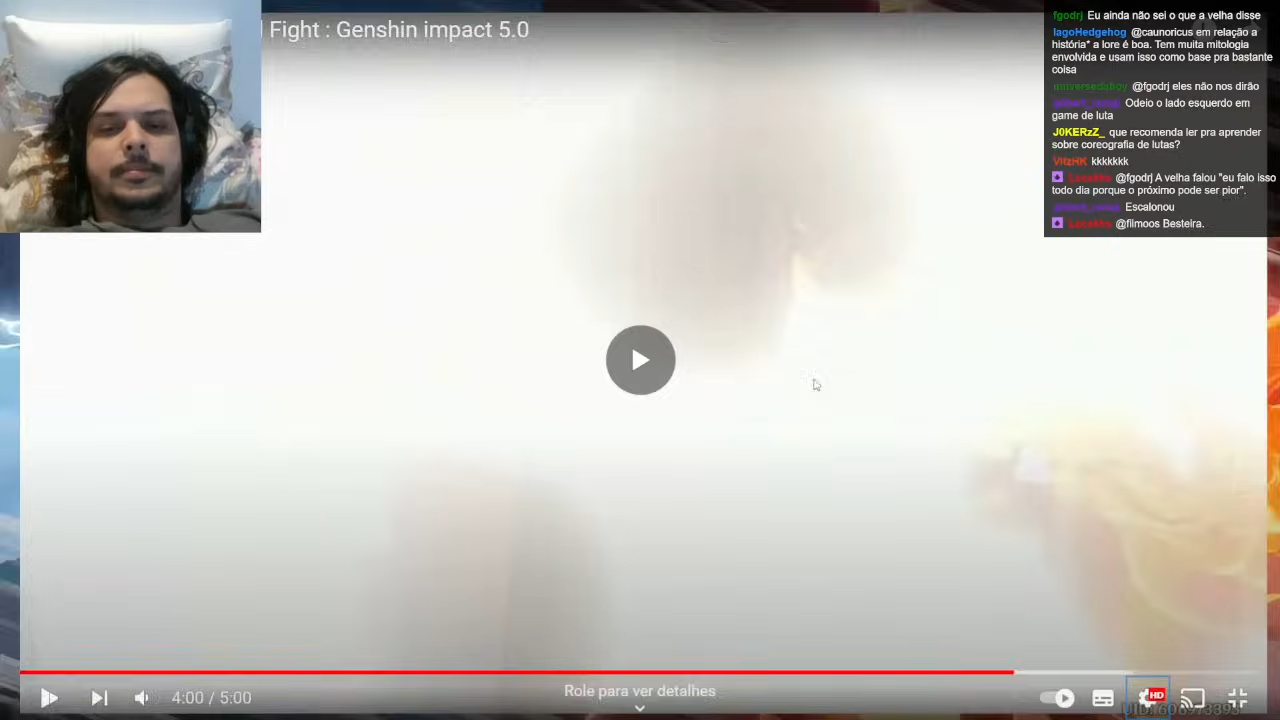 Fight : Genshin impact 5.0
fgodrj Eu ainda não sei o que a velha disse
IagoHedgehog @caunoricus em relação a
história* a lore é boa. Tem muita mitologia
envolvida e usam isso como base pra bastante
coisa
@fgodrj eles não nos dirão
Odeio o lado esquerdo em
game de luta
J0KERzZ_ que recomenda ler pra aprender
sobre coreografia de lutas?
VitzHK kkkkkkk
@fgodrj A velha falou "eu falo isso
todo dia porque o próximo pode ser pior".
Escalonou
@filmoos Besteira.
4:00 / 5:00
Role para ver detalhes
HD